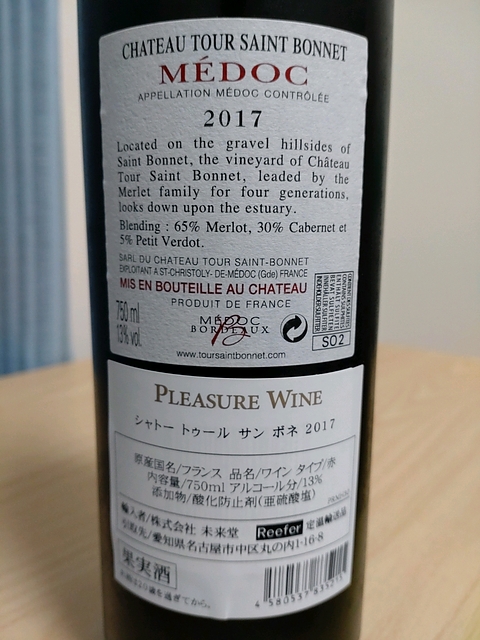 CHATEAU TOUR SAINT BONNET
MÉDOC
APPELLATION MÉDOC CONTRÔLÉE
2017
Located on the gravel hillsides of
Saint Bonnet, the vineyard of Château
Tour Saint Bonnet, leaded by the
Merlet family for four generations,
looks down upon the estuary.
Blending : 65% Merlot, 30% Cabernet et
5% Petit Verdot.
SARL DU CHATEAU TOUR SAINT-BONNET
EXPLOITANT A ST-CHRISTOLY- DE-MÉDOC (Gde) FRANCE
MIS EN BOUTEILLE AU CHATEAU
PRODUIT DE FRANCE
750 ml
13% vol.
MÉDOC
BORDEAUX
SO2
www.toursaintbonnet.com
PLEASURE WINE
シャトー トゥール サン ボネ 2017
原産国名/フランス 品名/ワイン タイプ/赤
内容量/750ml アルコール分/13%
添加物/酸化防止剤(亜硫酸塩)
輸入者/株式会社 未来堂 Reefer 定温輸送品
引取先/愛知県名古屋市中区丸の内1-16-8
果実酒